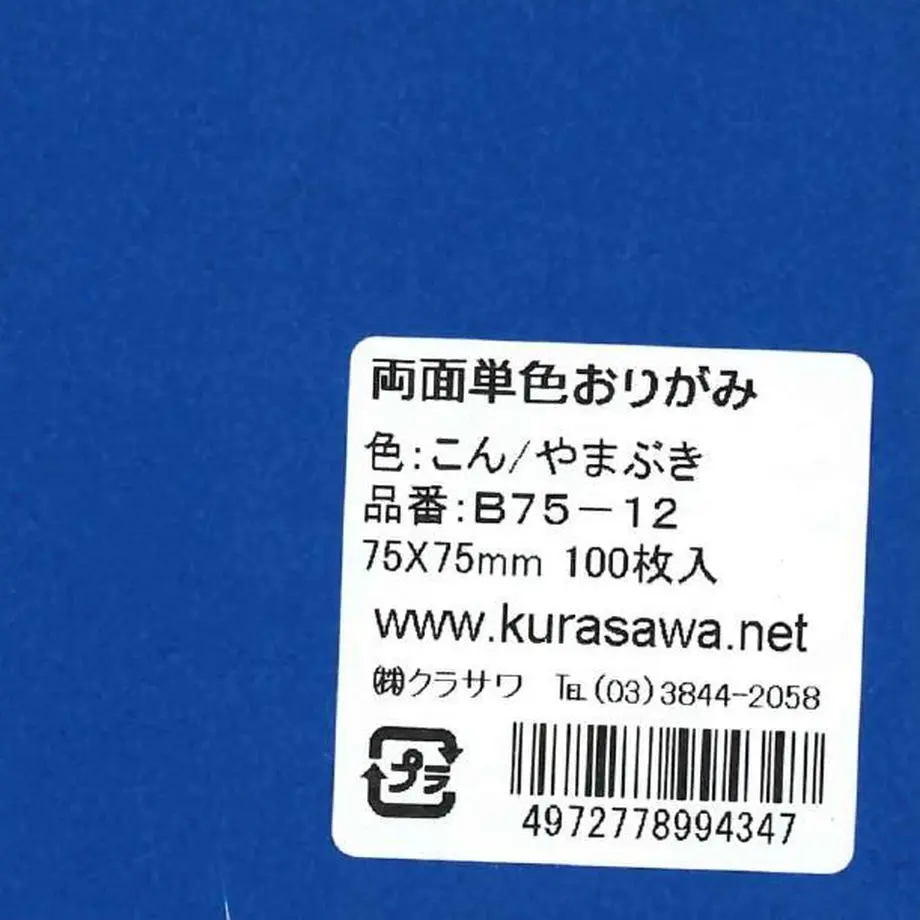 両面単色おりがみ
色:こん/やまぶき
品番:B75-12
75X75mm 100枚入
www.kurasawa.net
㈱クラサワ ℡(03)3844-2058
プラ
4972778994347